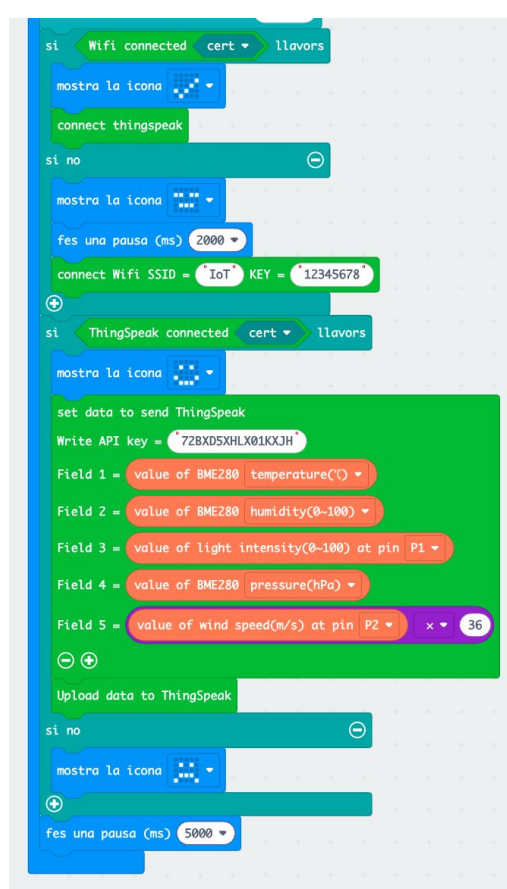 si Wifi connected cert llavors
mostra la icona
connect thingspeak
si no
mostra la icona
fes una pausa (ms) 2000
connect Wifi SSID = "IoT" KEY = "12345678"
si ThingSpeak connected cert llavors
mostra la icona
set data to send ThingSpeak
Write API key = "72BXD5XHLX01KXJH"
Field 1 = value of BME280 temperature(℃)
Field 2 = value of BME280 humidity(0~100)
Field 3 = value of light intensity(0~100) at pin P1
Field 4 = value of BME280 pressure(hPa)
Field 5 = value of wind speed(m/s) at pin P2 × 36
Upload data to ThingSpeak
si no
mostra la icona
fes una pausa (ms) 5000